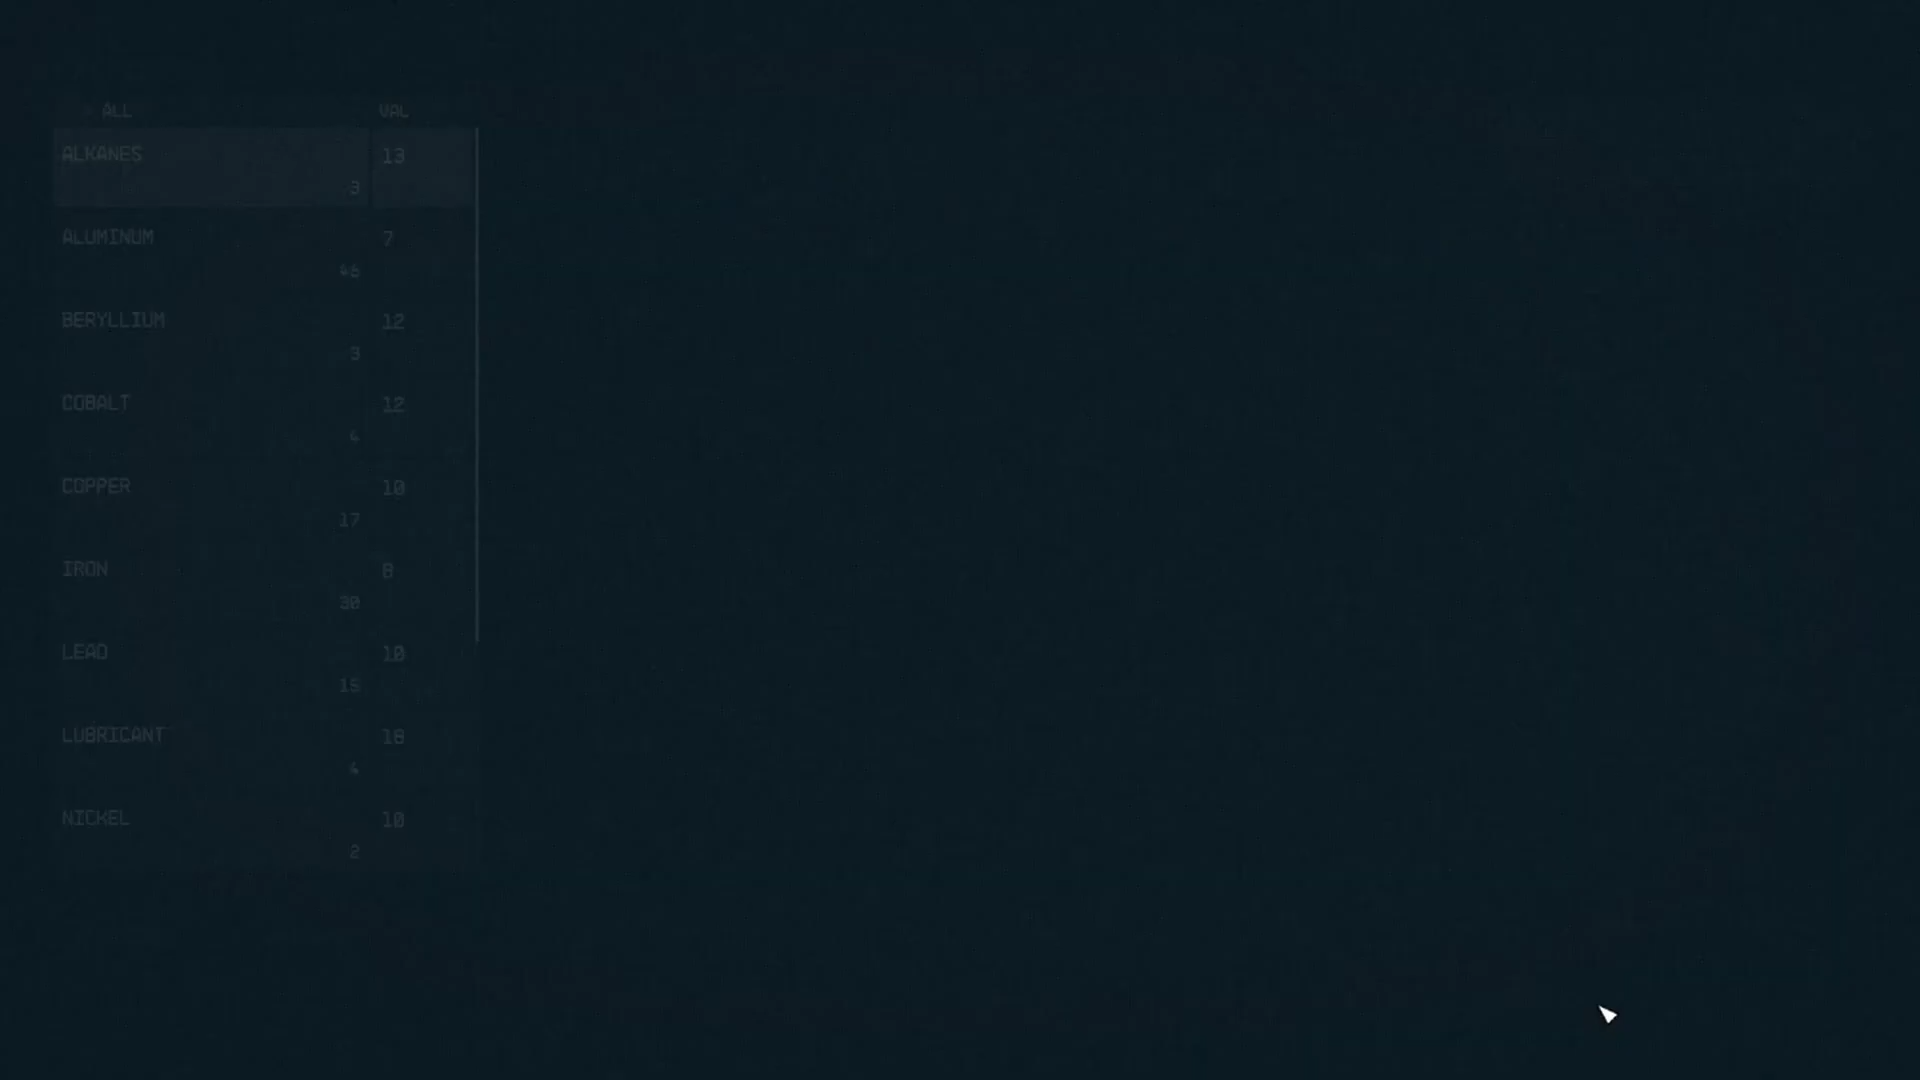 ALL VAL
ALKANES 13
3
ALUMINUM 7
46
BERYLLIUM 12
3
COBALT 12
4
COPPER 10
17
IRON 8
30
LEAD 10
LUBRICANT 18
4
NICKEL 10
2